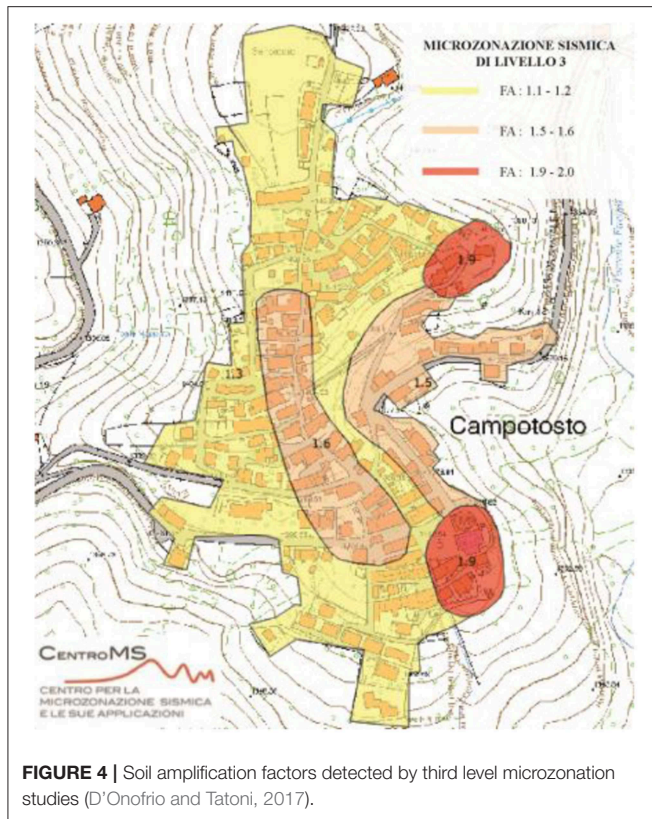 MICROZONAZIONE SISMICA
DI LIVELLO 3
FA : 1.1 - 1.2
FA : 1.5 - 1.6
FA : 1.9 - 2.0
1.9
1.3
1.5
Campotosto
1.6
1.9
CENTROMS
CENTRO PER LA
MICROZONAZIONE SISMICA
E LE SUE APPLICAZIONI
FIGURE 4 | Soil amplification factors detected by third level microzonation
studies (D'Onofrio and Tatoni, 2017).